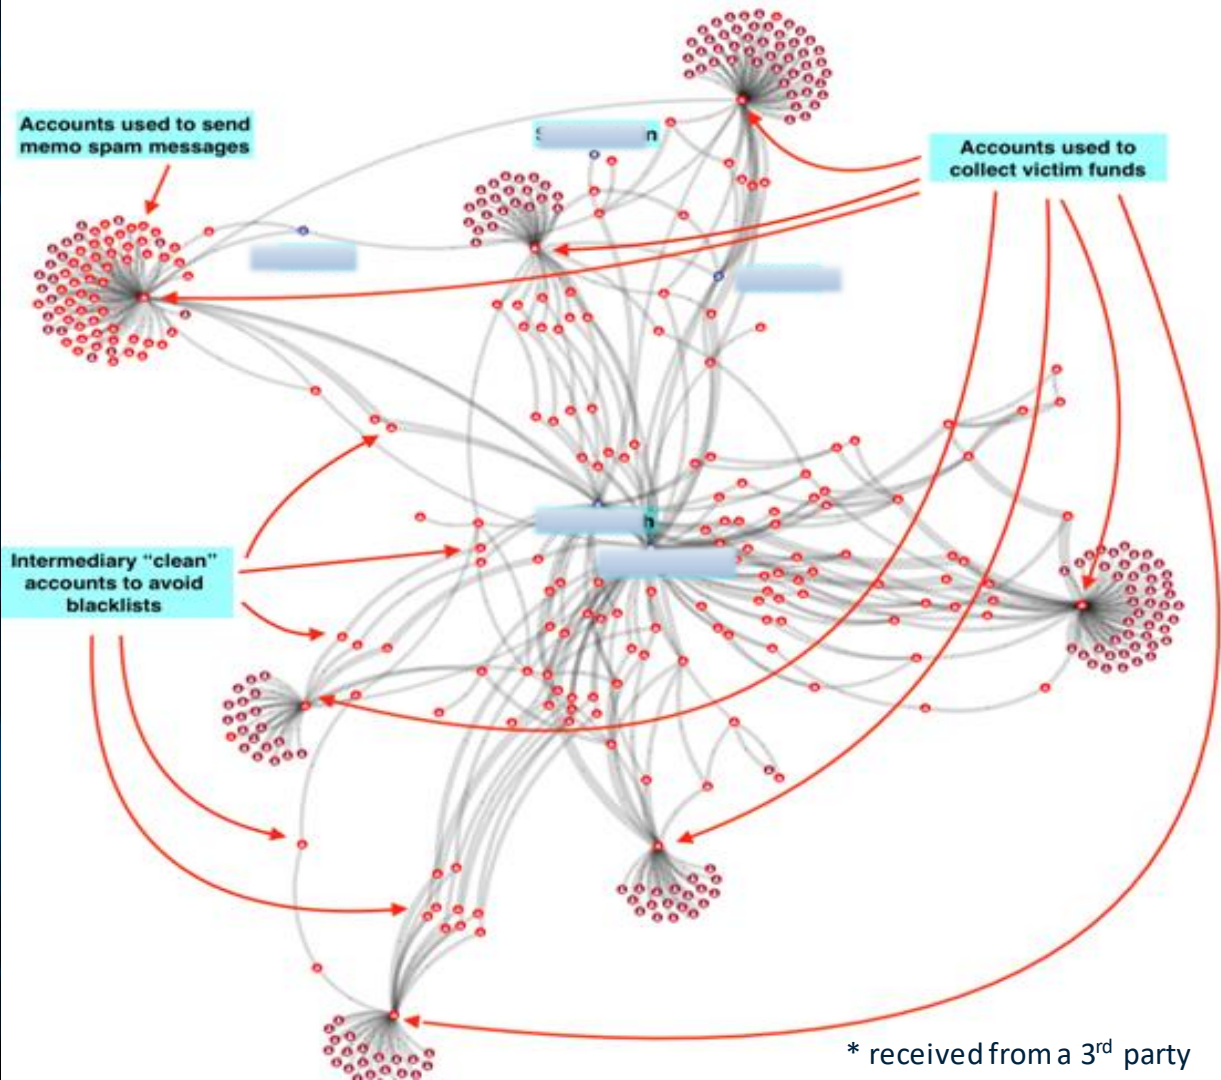 Accounts used to send
memo spam messages
Accounts used to
collect victim funds
Intermediary “clean”
accounts to avoid
blacklists
* received from a 3rd party